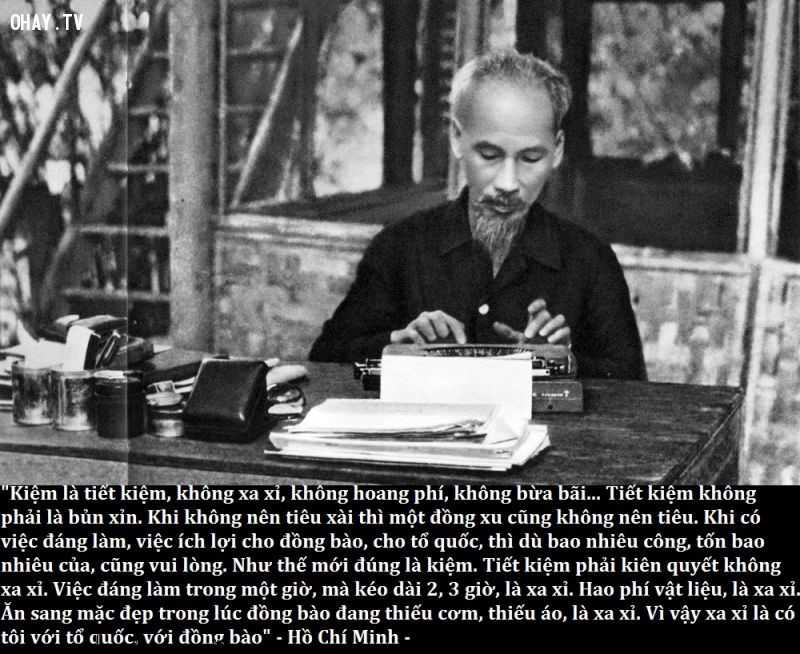 OHAY.TV
"Kiệm là tiết kiệm, không xa xỉ, không hoang phí, không bừa bãi... Tiết kiệm không
phải là bủn xỉn. Khi không nên tiêu xài thì một đồng xu cũng không nên tiêu. Khi có
việc đáng làm, việc ích lợi cho đồng bào, cho tổ quốc, thì dù bao nhiêu công, tốn bao
nhiêu của, cũng vui lòng. Như thế mới đúng là kiệm. Tiết kiệm phải kiên quyết không
xa xỉ. Việc đáng làm trong một giờ, mà kéo dài 2, 3 giờ, là xa xỉ. Hao phí vật liệu, là xa xỉ.
Ăn sang mặc đẹp trong lúc đồng bào đang thiếu cơm, thiếu áo, là xa xỉ. Vì vậy xa xỉ là có
tôi với tổ quốc, với đồng bào" - Hồ Chí Minh -